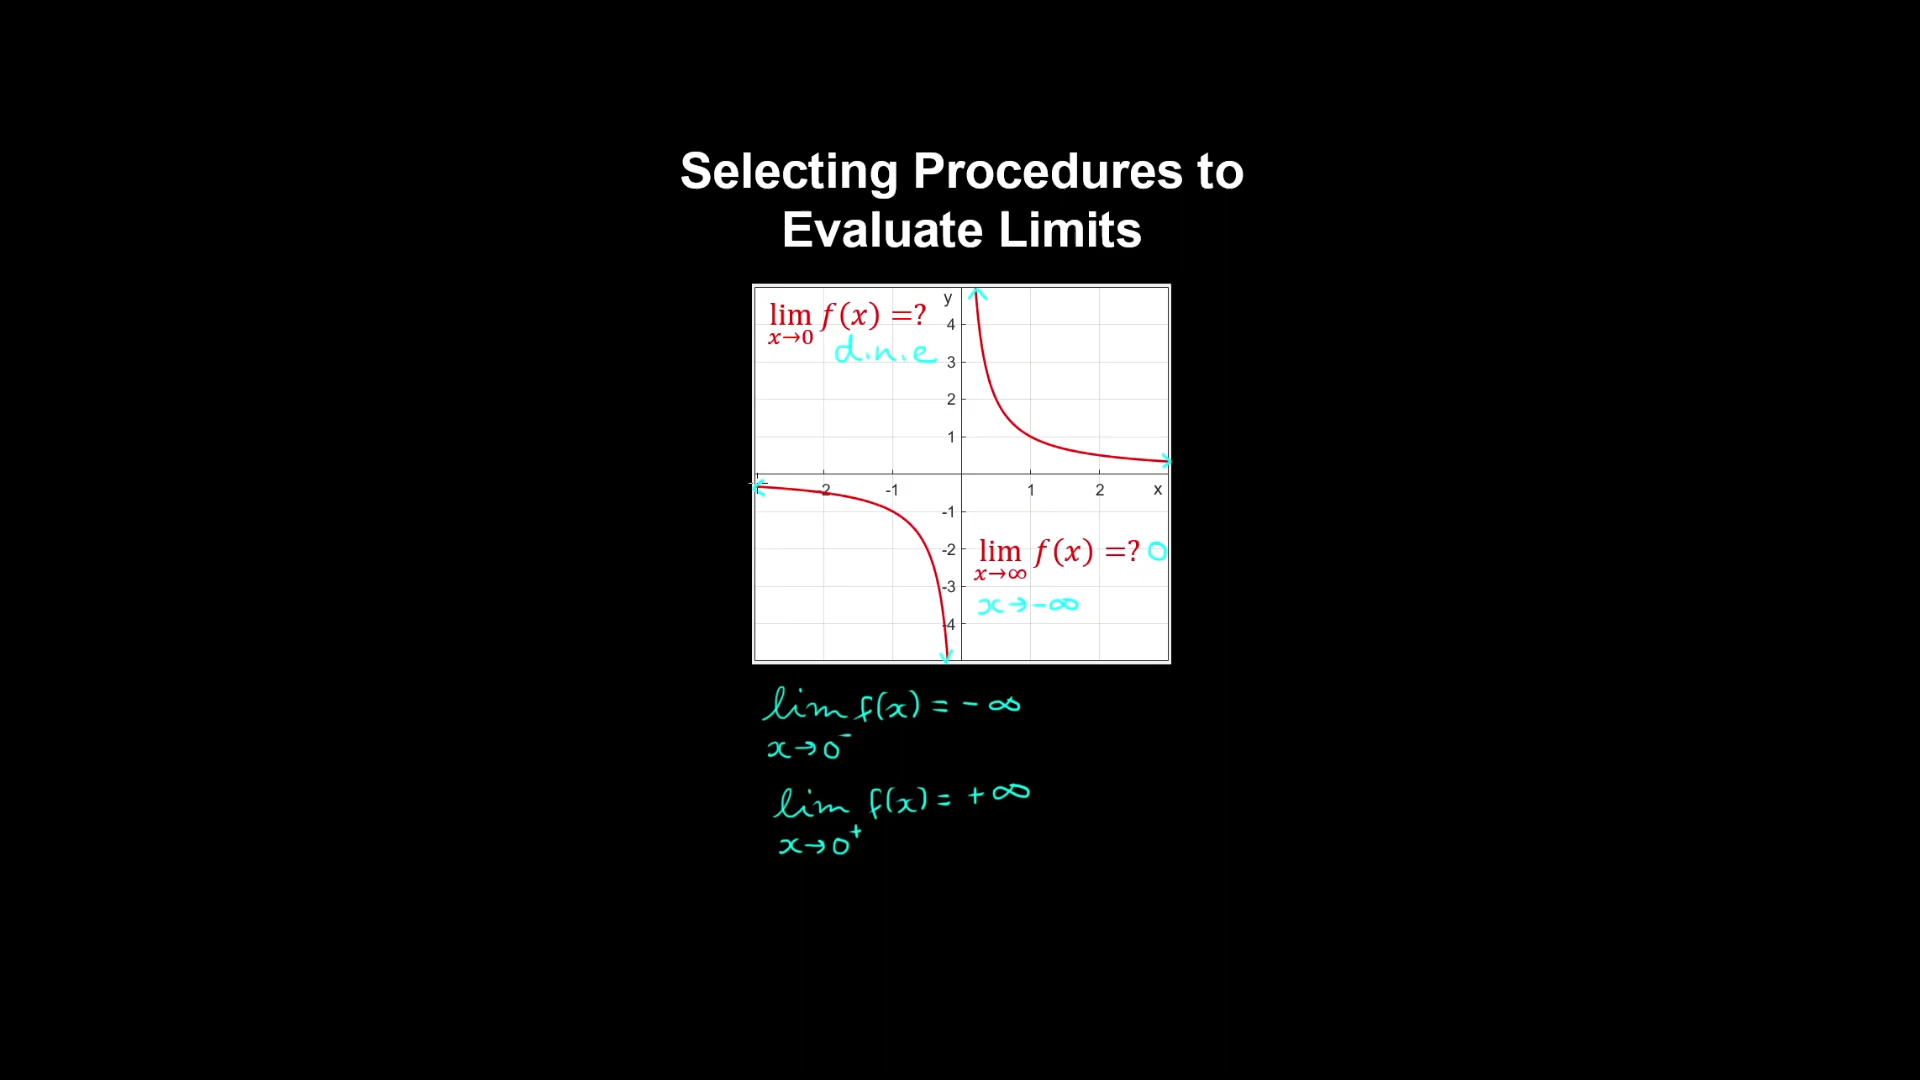 Selecting Procedures to
Evaluate Limits
lim f(x) =?
x→0
d.n.e
y
4
3
2
1
-2 -1 1 2 x
-1
-2
-3
-4
lim f(x) =? 0
x→∞
x→-∞
lim f(x) = -∞
x→0⁻
lim f(x) = +∞
x→0⁺